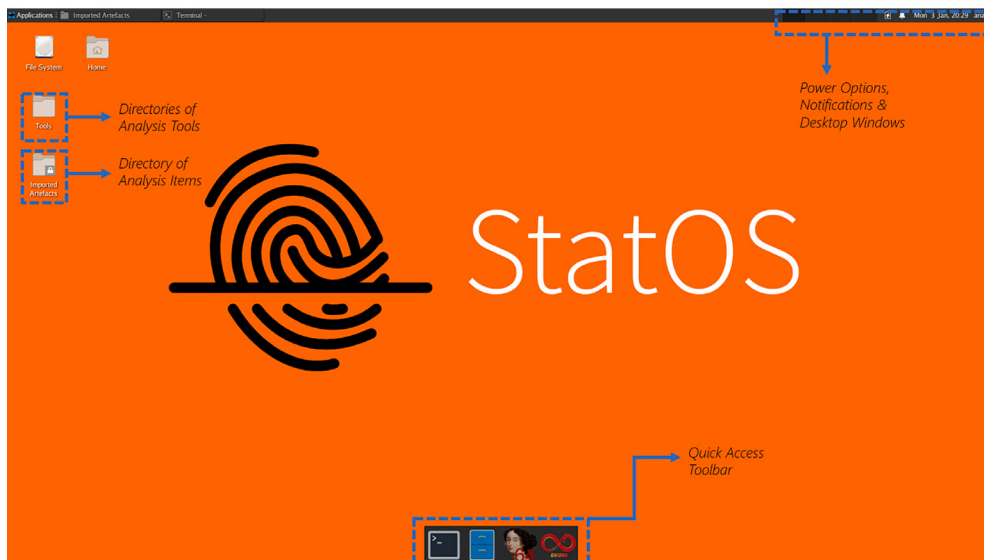 Applications Imported Artefacts Terminal - Mon 3 Jan, 20:29
File System Home
Power Options,
Notifications &
Desktop Windows
Tools
Directories of
Analysis Tools
Imported
Artefacts
Directory of
Analysis Items
StatOS
Quick Access
Toolbar